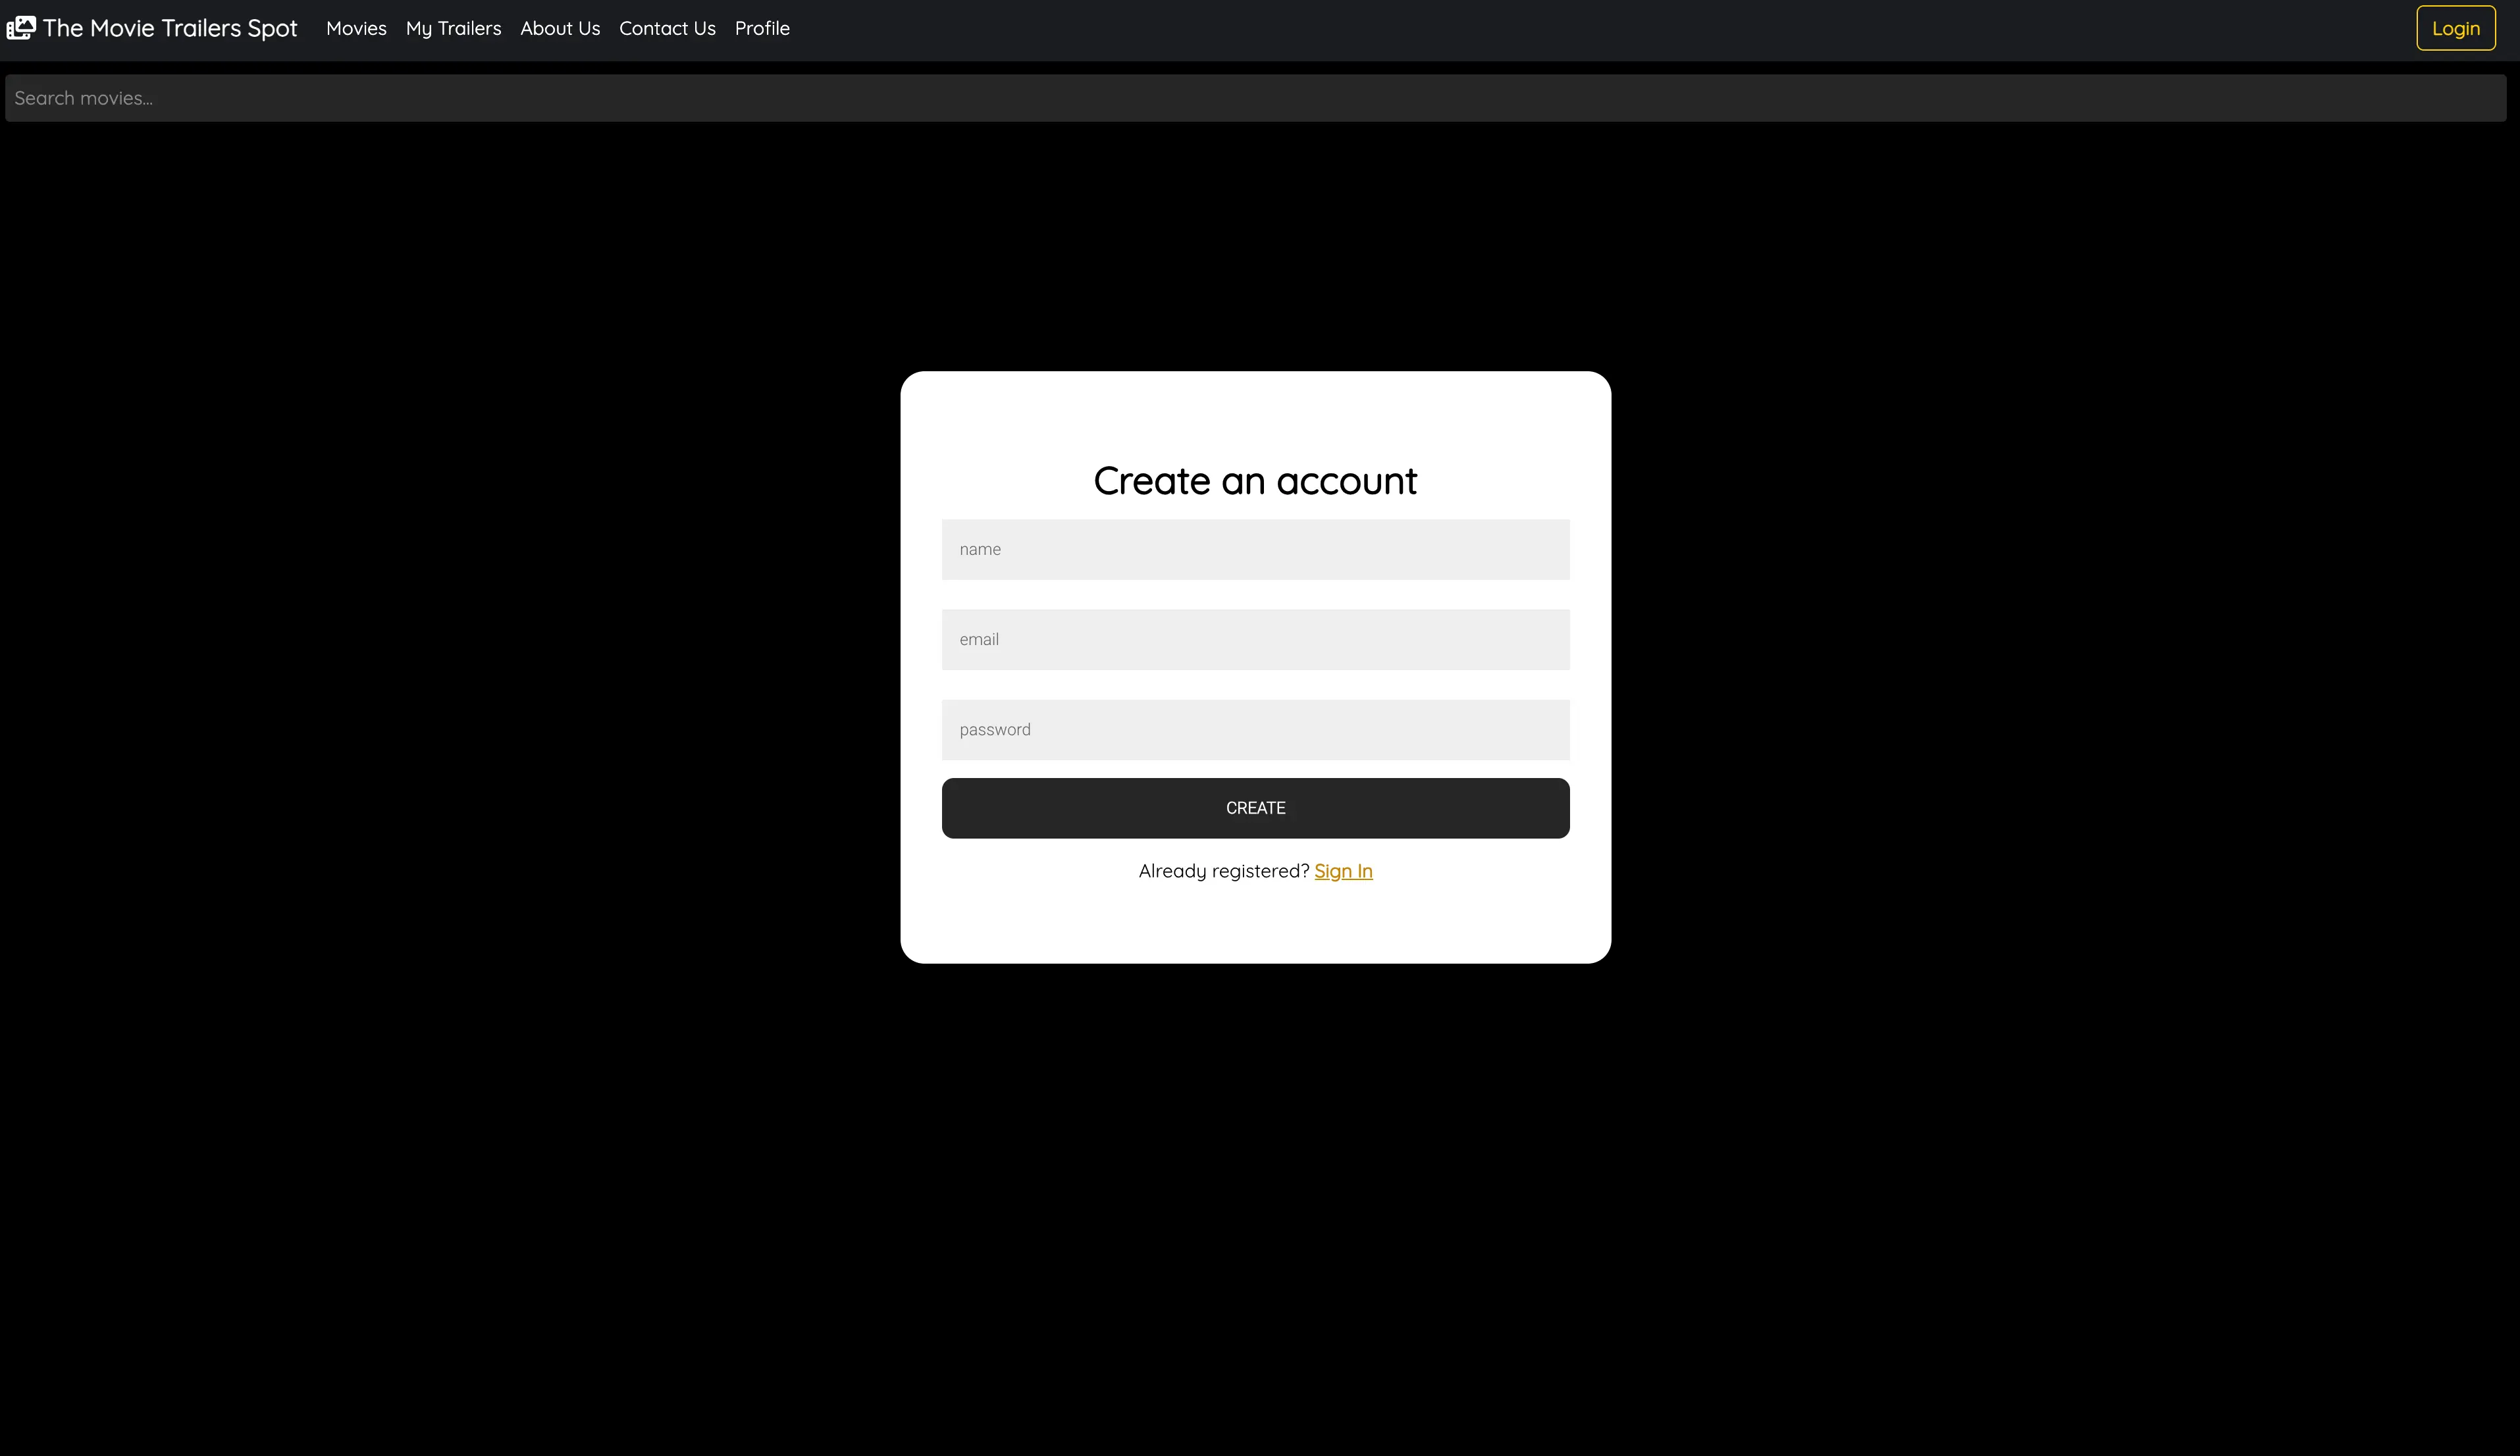 The Movie Trailers Spot Movies My Trailers About Us Contact Us Profile Login
Search movies...
Create an account
name
email
password
CREATE
Already registered? Sign In